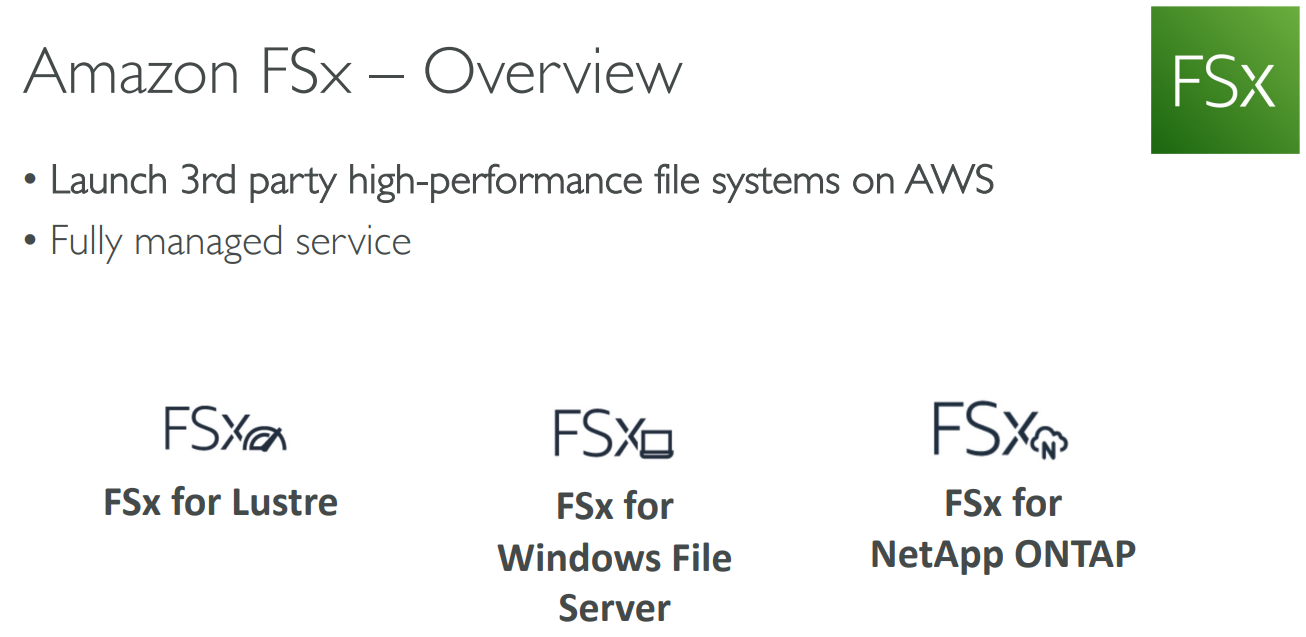 Amazon FSx – Overview
FSx
• Launch 3rd party high-performance file systems on AWS
• Fully managed service
FSx
FSx for Lustre
FSx
FSx for
Windows File
Server
FSx N
FSx for
NetApp ONTAP